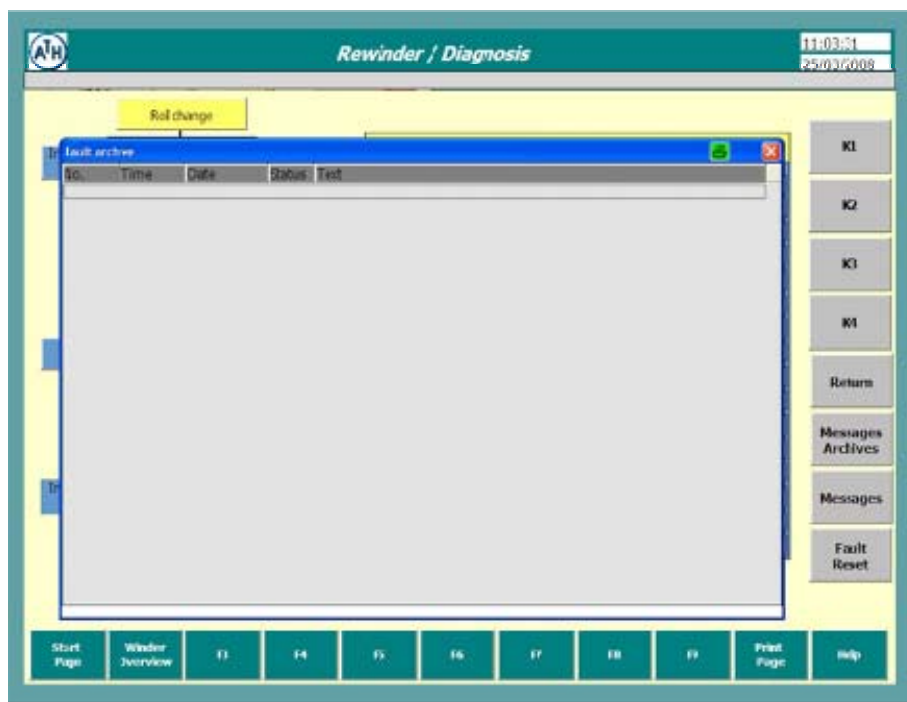 ATH
Rewinder / Diagnosis
11:03:31
25/03/2008
Roll change
fault archive
No. Time Date Status Text
K1
K2
K3
K4
Return
Messages
Archives
Messages
Fault
Reset
Start
Page
Winder
Overview
F3
F4
F5
F6
F7
F8
F9
Print
Page
Help